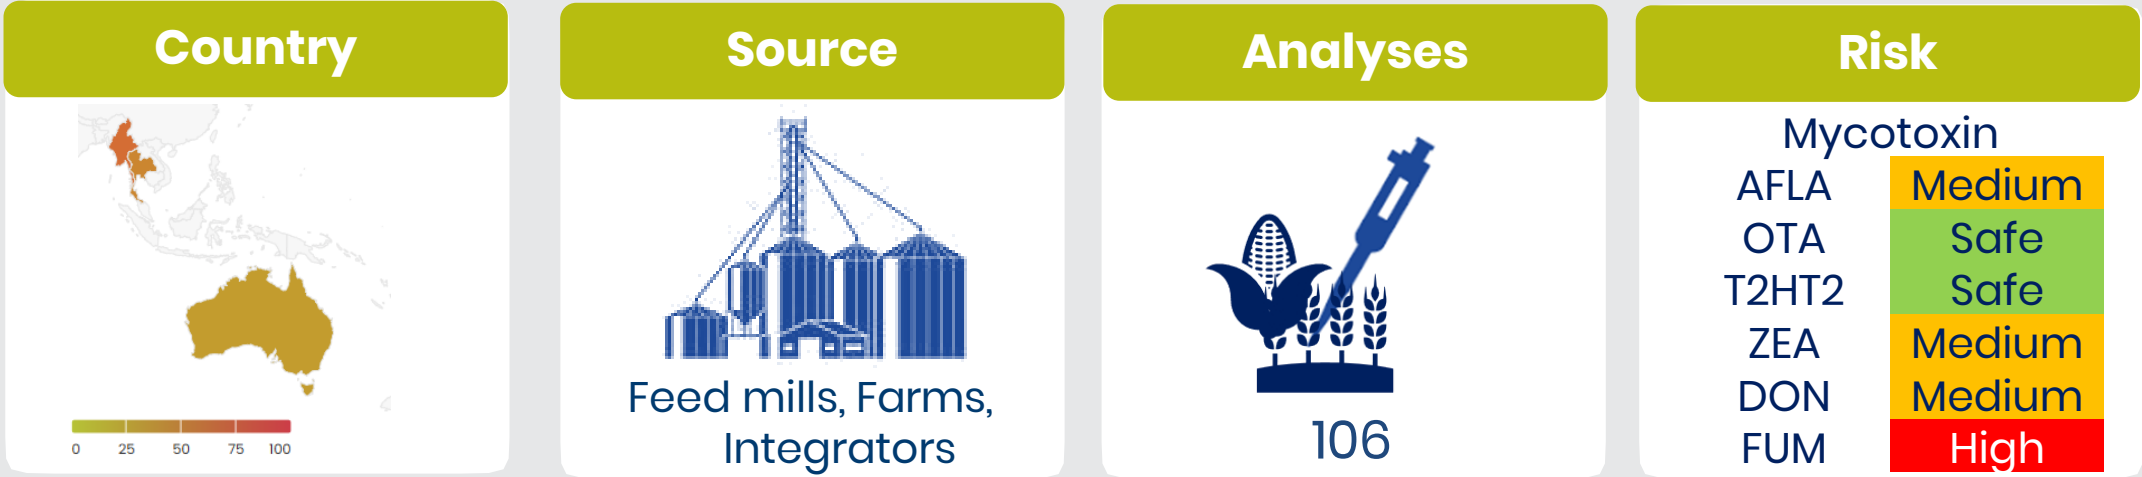 Country
0 25 50 75 100
Source
Feed mills, Farms,
Integrators
Analyses
106
Risk
Mycotoxin
AFLA Medium
OTA Safe
T2HT2 Safe
ZEA Medium
DON Medium
FUM High